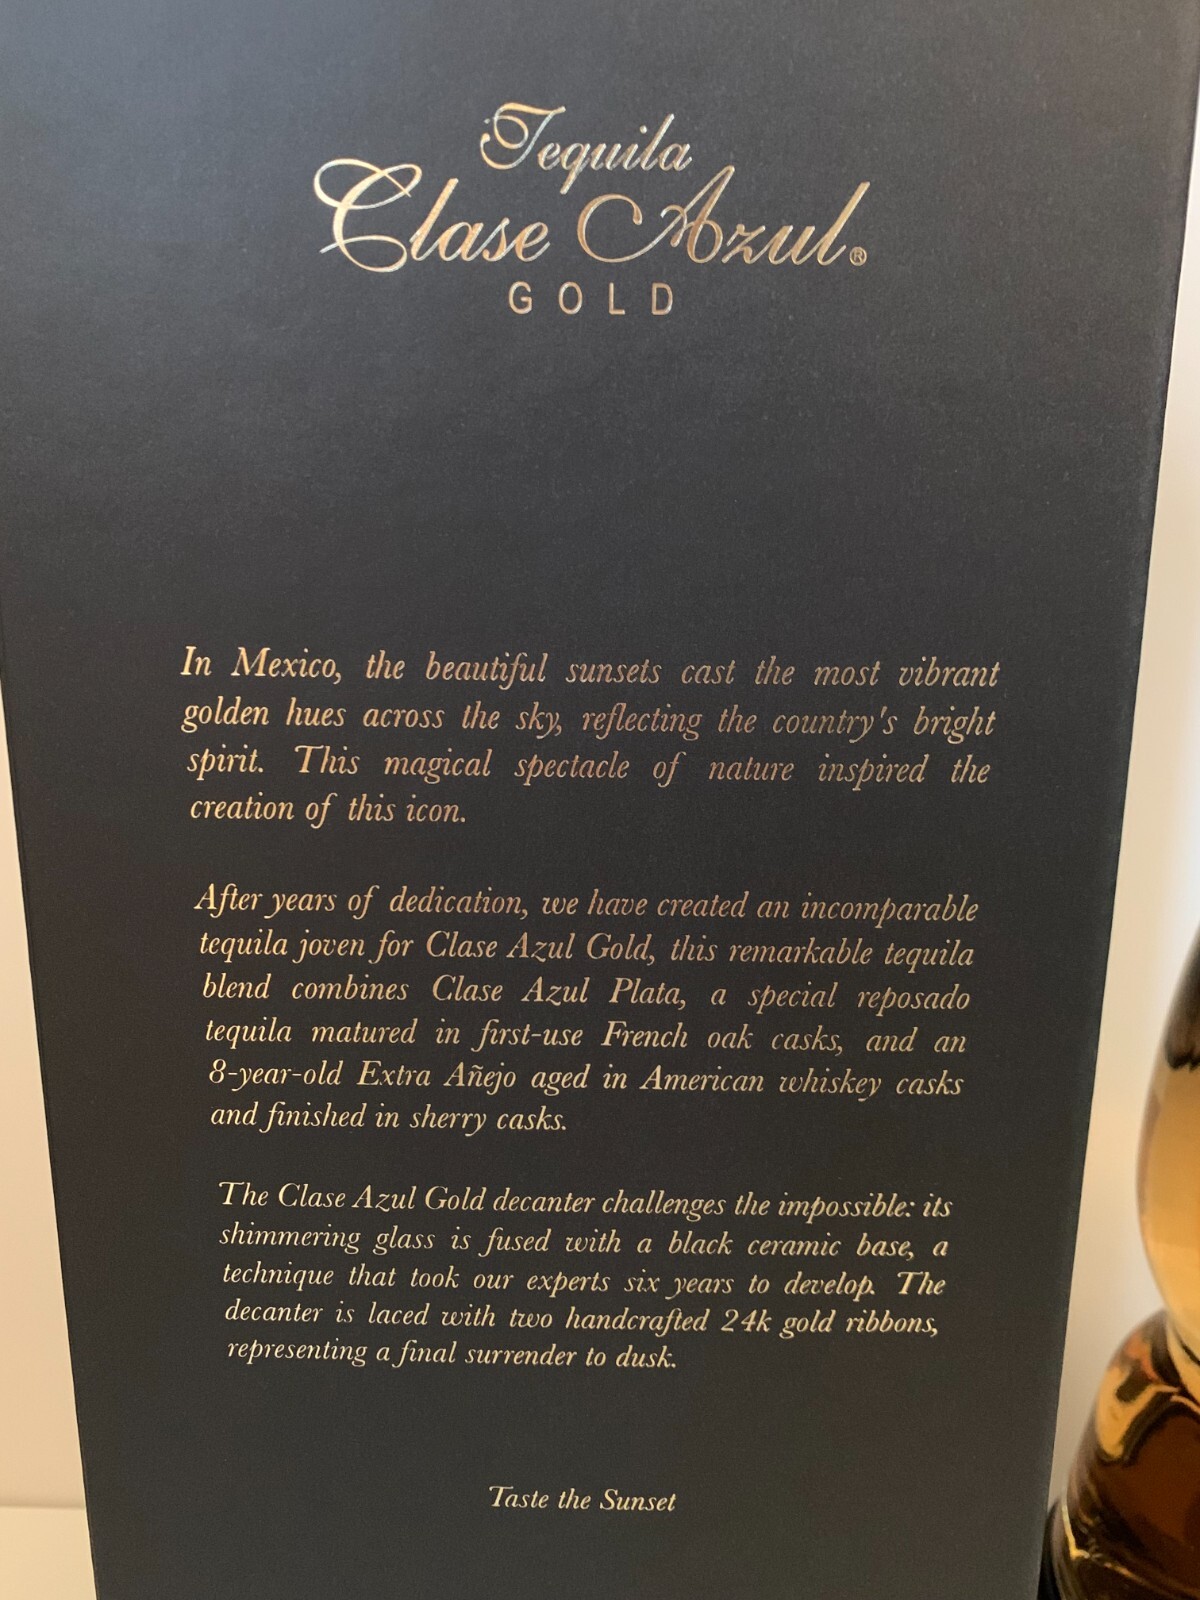 Tequila
Clase Azul®
GOLD
In Mexico, the beautiful sunsets cast the most vibrant
golden hues across the sky, reflecting the country's bright
spirit. This magical spectacle of nature inspired the
creation of this icon.
After years of dedication, we have created an incomparable
tequila joven for Clase Azul Gold, this remarkable tequila
blend combines Clase Azul Plata, a special reposado
tequila matured in first-use French oak casks, and an
8-year-old Extra Añejo aged in American whiskey casks
and finished in sherry casks.
The Clase Azul Gold decanter challenges the impossible: its
shimmering glass is fused with a black ceramic base, a
technique that took our experts six years to develop. The
decanter is laced with two handcrafted 24k gold ribbons,
representing a final surrender to dusk.
Taste the Sunset